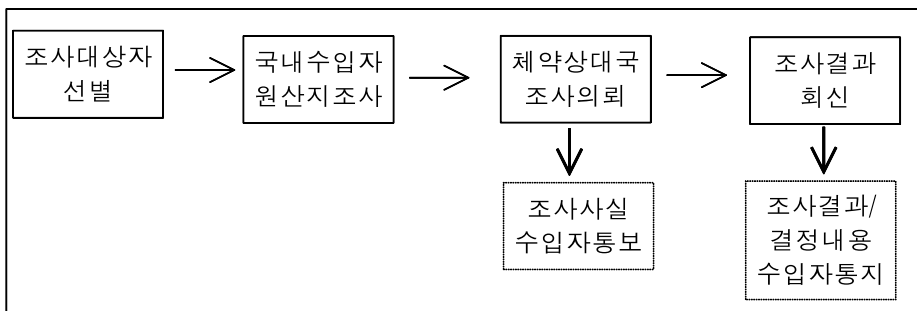 조사대상자
선별
국내수입자
원산지조사
체약상대국
조사의뢰
조사결과
회신
조사사실
수입자통보
조사결과/
결정내용
수입자통지